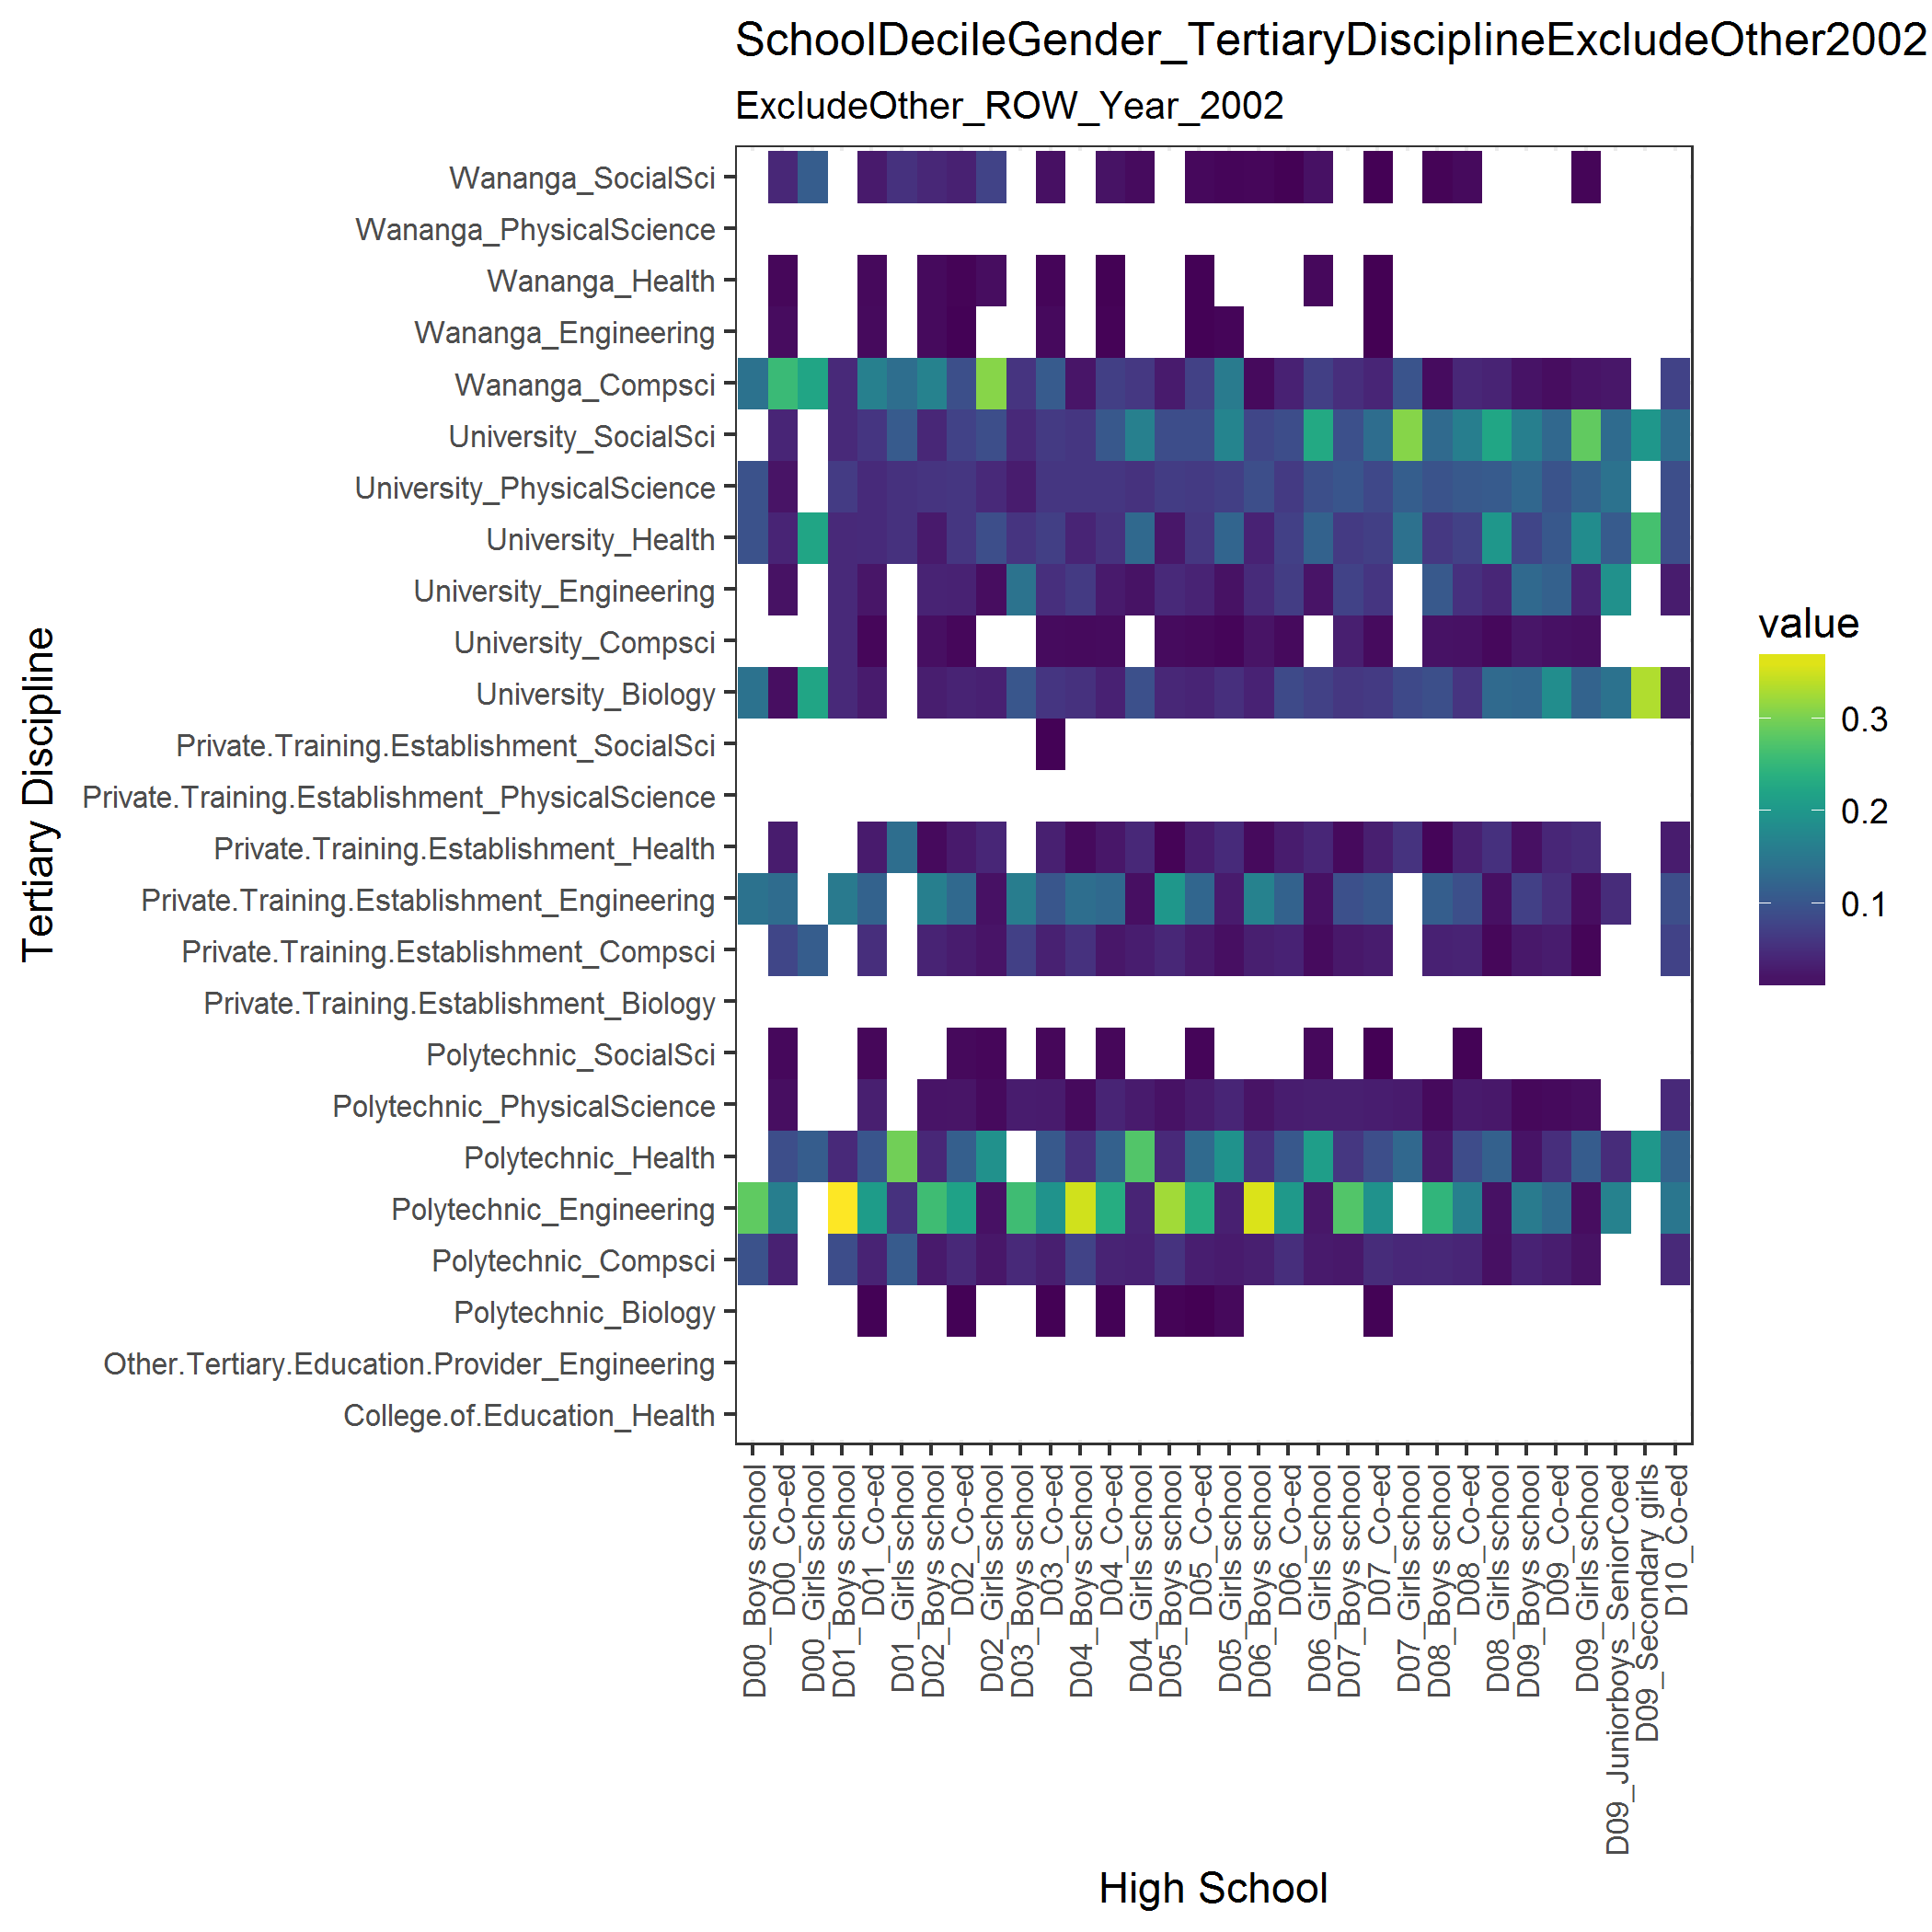 SchoolDecileGender_TertiaryDisciplineExcludeOther2002
ExcludeOther_ROW_Year_2002
Tertiary Discipline
Wananga_SocialSci
Wananga_PhysicalScience
Wananga_Health
Wananga_Engineering
Wananga_Compsci
University_SocialSci
University_PhysicalScience
University_Health
University_Engineering
University_Compsci
University_Biology
Private.Training.Establishment_SocialSci
Private.Training.Establishment_PhysicalScience
Private.Training.Establishment_Health
Private.Training.Establishment_Engineering
Private.Training.Establishment_Compsci
Private.Training.Establishment_Biology
Polytechnic_SocialSci
Polytechnic_PhysicalScience
Polytechnic_Health
Polytechnic_Engineering
Polytechnic_Compsci
Polytechnic_Biology
Other.Tertiary.Education.Provider_Engineering
College.of.Education_Health
D00_Boys school
D00_Co-ed
D00_Girls school
D01_Boys school
D01_Co-ed
D01_Girls school
D02_Boys school
D02_Co-ed
D02_Girls school
D03_Boys school
D03_Co-ed
D04_Boys school
D04_Co-ed
D04_Girls school
D05_Boys school
D05_Co-ed
D05_Girls school
D06_Boys school
D06_Co-ed
D06_Girls school
D07_Boys school
D07_Co-ed
D07_Girls school
D08_Boys school
D08_Co-ed
D08_Girls school
D09_Boys school
D09_Co-ed
D09_Girls school
D09_Juniorboys_SeniorCoed
D09_Secondary girls
D10_Co-ed
High School
value
0.3
0.2
0.1